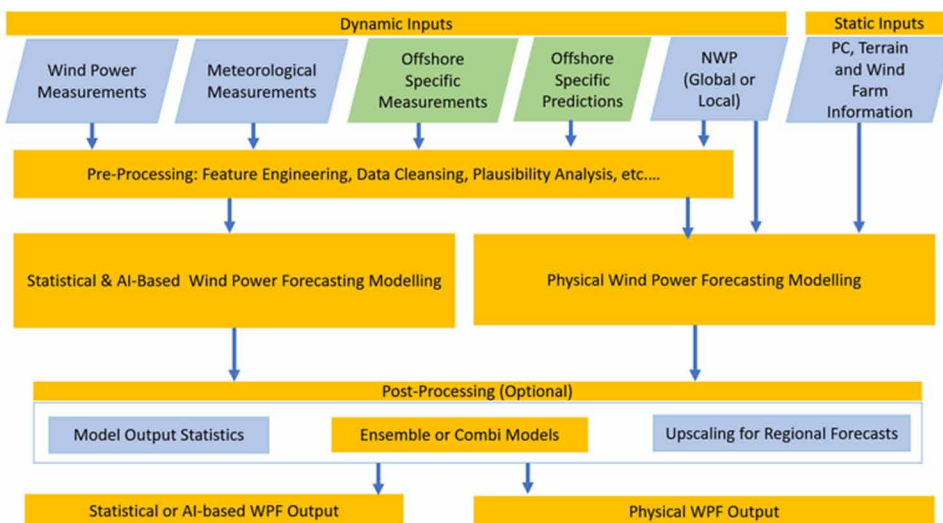 Dynamic Inputs
Static Inputs
Wind Power
Measurements
Meteorological
Measurements
Offshore
Specific
Measurements
Offshore
Specific
Predictions
NWP
(Global or
Local)
PC, Terrain
and Wind
Farm
Information
Pre-Processing: Feature Engineering, Data Cleansing, Plausibility Analysis, etc....
Statistical & AI-Based Wind Power Forecasting Modelling
Physical Wind Power Forecasting Modelling
Post-Processing (Optional)
Model Output Statistics
Ensemble or Combi Models
Upscaling for Regional Forecasts
Statistical or AI-based WPF Output
Physical WPF Output